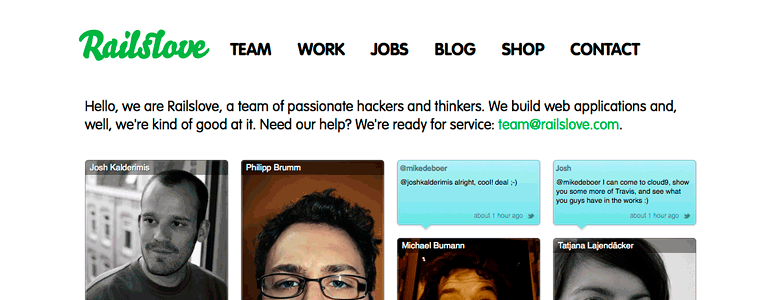 Railslove TEAM WORK JOBS BLOG SHOP CONTACT
Hello, we are Railslove, a team of passionate hackers and thinkers. We build web applications and,
well, we're kind of good at it. Need our help? We're ready for service: team@railslove.com.
Josh Kalderimis
Philipp Brumm
@mikedeboer
@joshkalderimis alright, cool! deal ;-)
about 1 hour ago
Josh
@mikedeboer I can come to cloud9, show
you some more of Travis, and see what
you guys have in the works :)
about 1 hour ago
Michael Bumann
Tatjana Lajendäcker